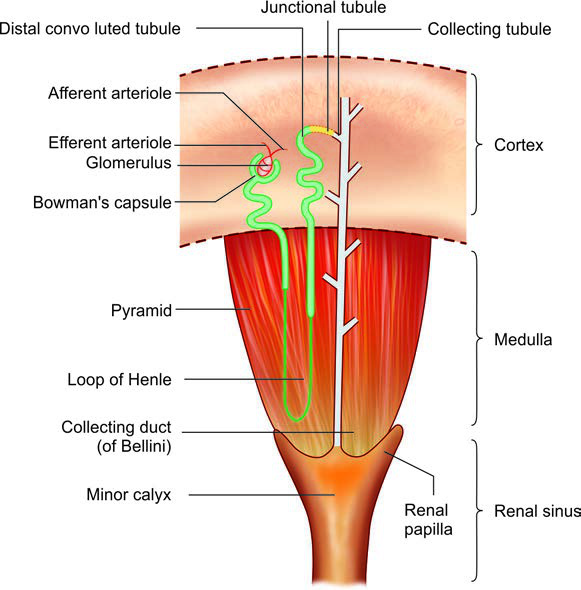 Junctional tubule
Distal convo luted tubule
Collecting tubule
Afferent arteriole
Efferent arteriole
Glomerulus
Bowman's capsule
Cortex
Pyramid
Medulla
Loop of Henle
Collecting duct
(of Bellini)
Minor calyx
Renal
papilla
Renal sinus